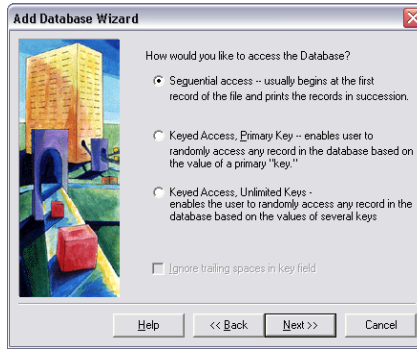 Add Database Wizard
How would you like to access the Database?
Sequential access -- usually begins at the first
record of the file and prints the records in succession.
Keyed Access, Primary Key -- enables user to
randomly access any record in the database based on
the value of a primary "key."
Keyed Access, Unlimited Keys -
enables the user to randomly access any record in the
database based on the values of several keys
Ignore trailing spaces in key field
Help
<< Back
Next >>
Cancel